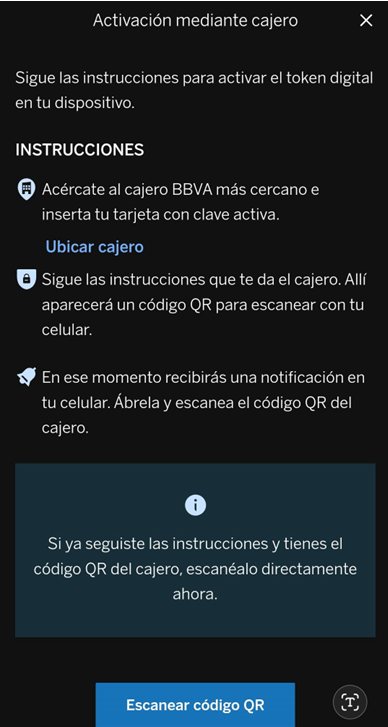 Activación mediante cajero
Sigue las instrucciones para activar el token digital
en tu dispositivo.
INSTRUCCIONES
Acércate al cajero BBVA más cercano e
inserta tu tarjeta con clave activa.
Ubicar cajero
Sigue las instrucciones que te da el cajero. Allí
aparecerá un código QR para escanear con tu
celular.
En ese momento recibirás una notificación en
tu celular. Ábrela y escanea el código QR del
cajero.
Si ya seguiste las instrucciones y tienes el
código QR del cajero, escanéalo directamente
ahora.
Escanear código QR